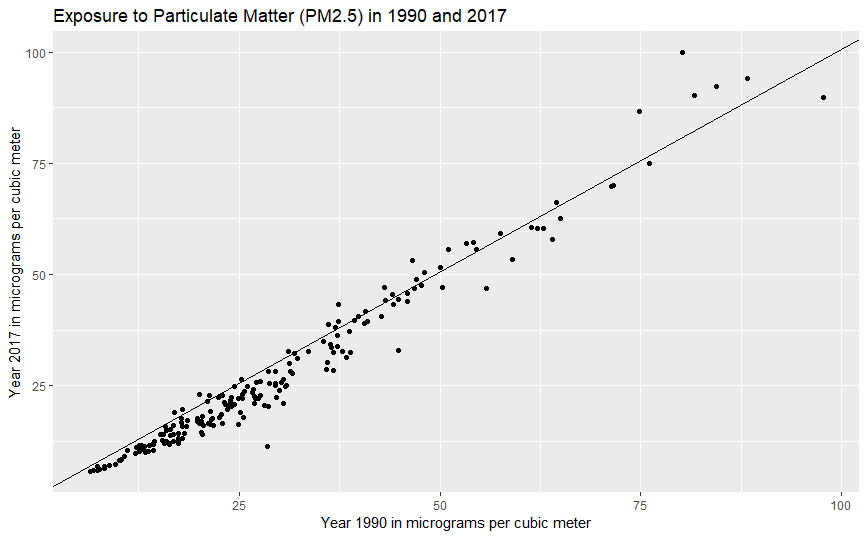 Exposure to Particulate Matter (PM2.5) in 1990 and 2017
Year 2017 in micrograms per cubic meter
100
75
50
25
25
50
75
100
Year 1990 in micrograms per cubic meter